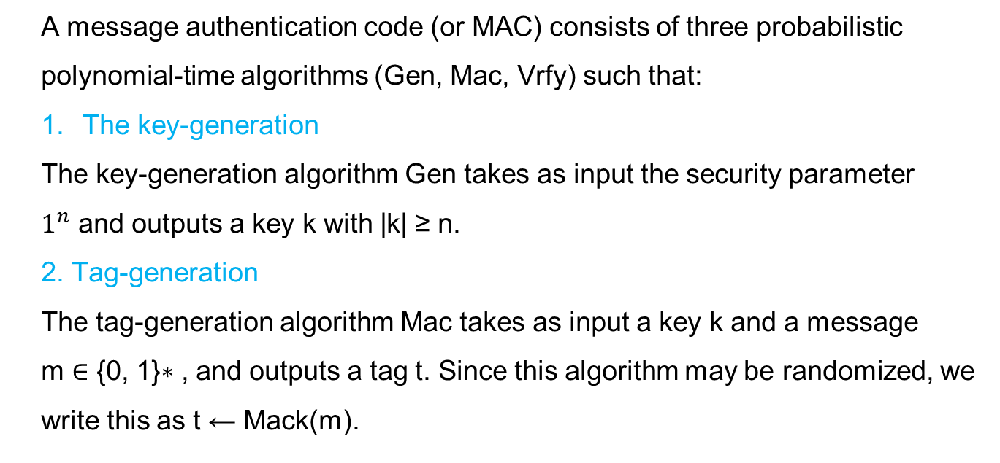 A message authentication code (or MAC) consists of three probabilistic
polynomial-time algorithms (Gen, Mac, Vrfy) such that:
1. The key-generation
The key-generation algorithm Gen takes as input the security parameter
1ⁿ and outputs a key k with |k| ≥ n.
2. Tag-generation
The tag-generation algorithm Mac takes as input a key k and a message
m ∈ {0, 1}∗ , and outputs a tag t. Since this algorithm may be randomized, we
write this as t ← Mack(m).